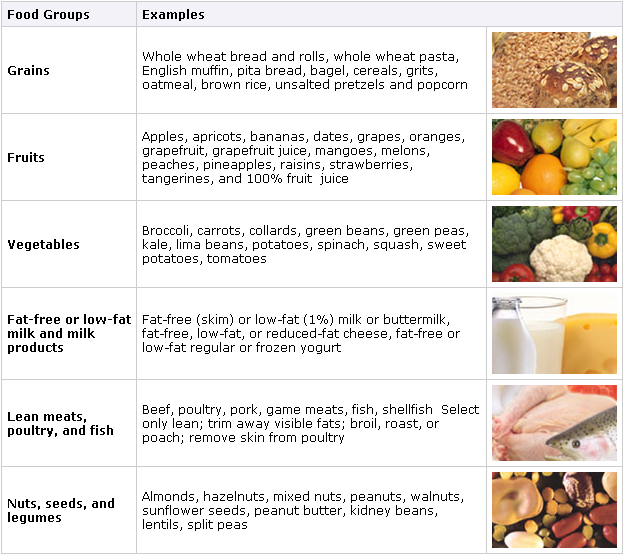 Food Groups
Examples
Grains
Whole wheat bread and rolls, whole wheat pasta,
English muffin, pita bread, bagel, cereals, grits,
oatmeal, brown rice, unsalted pretzels and popcorn
Fruits
Apples, apricots, bananas, dates, grapes, oranges,
grapefruit, grapefruit juice, mangoes, melons,
peaches, pineapples, raisins, strawberries,
tangerines, and 100% fruit  juice
Vegetables
Broccoli, carrots, collards, green beans, green peas,
kale, lima beans, potatoes, spinach, squash, sweet
potatoes, tomatoes
Fat-free or low-fat
milk and milk
products
Fat-free (skim) or low-fat (1%) milk or buttermilk,
fat-free, low-fat, or reduced-fat cheese, fat-free or
low-fat regular or frozen yogurt
Lean meats,
poultry, and fish
Beef, poultry, pork, game meats, fish, shellfish  Select
only lean; trim away visible fats; broil, roast, or
poach; remove skin from poultry
Nuts, seeds, and
legumes
Almonds, hazelnuts, mixed nuts, peanuts, walnuts,
sunflower seeds, peanut butter, kidney beans,
lentils, split peas